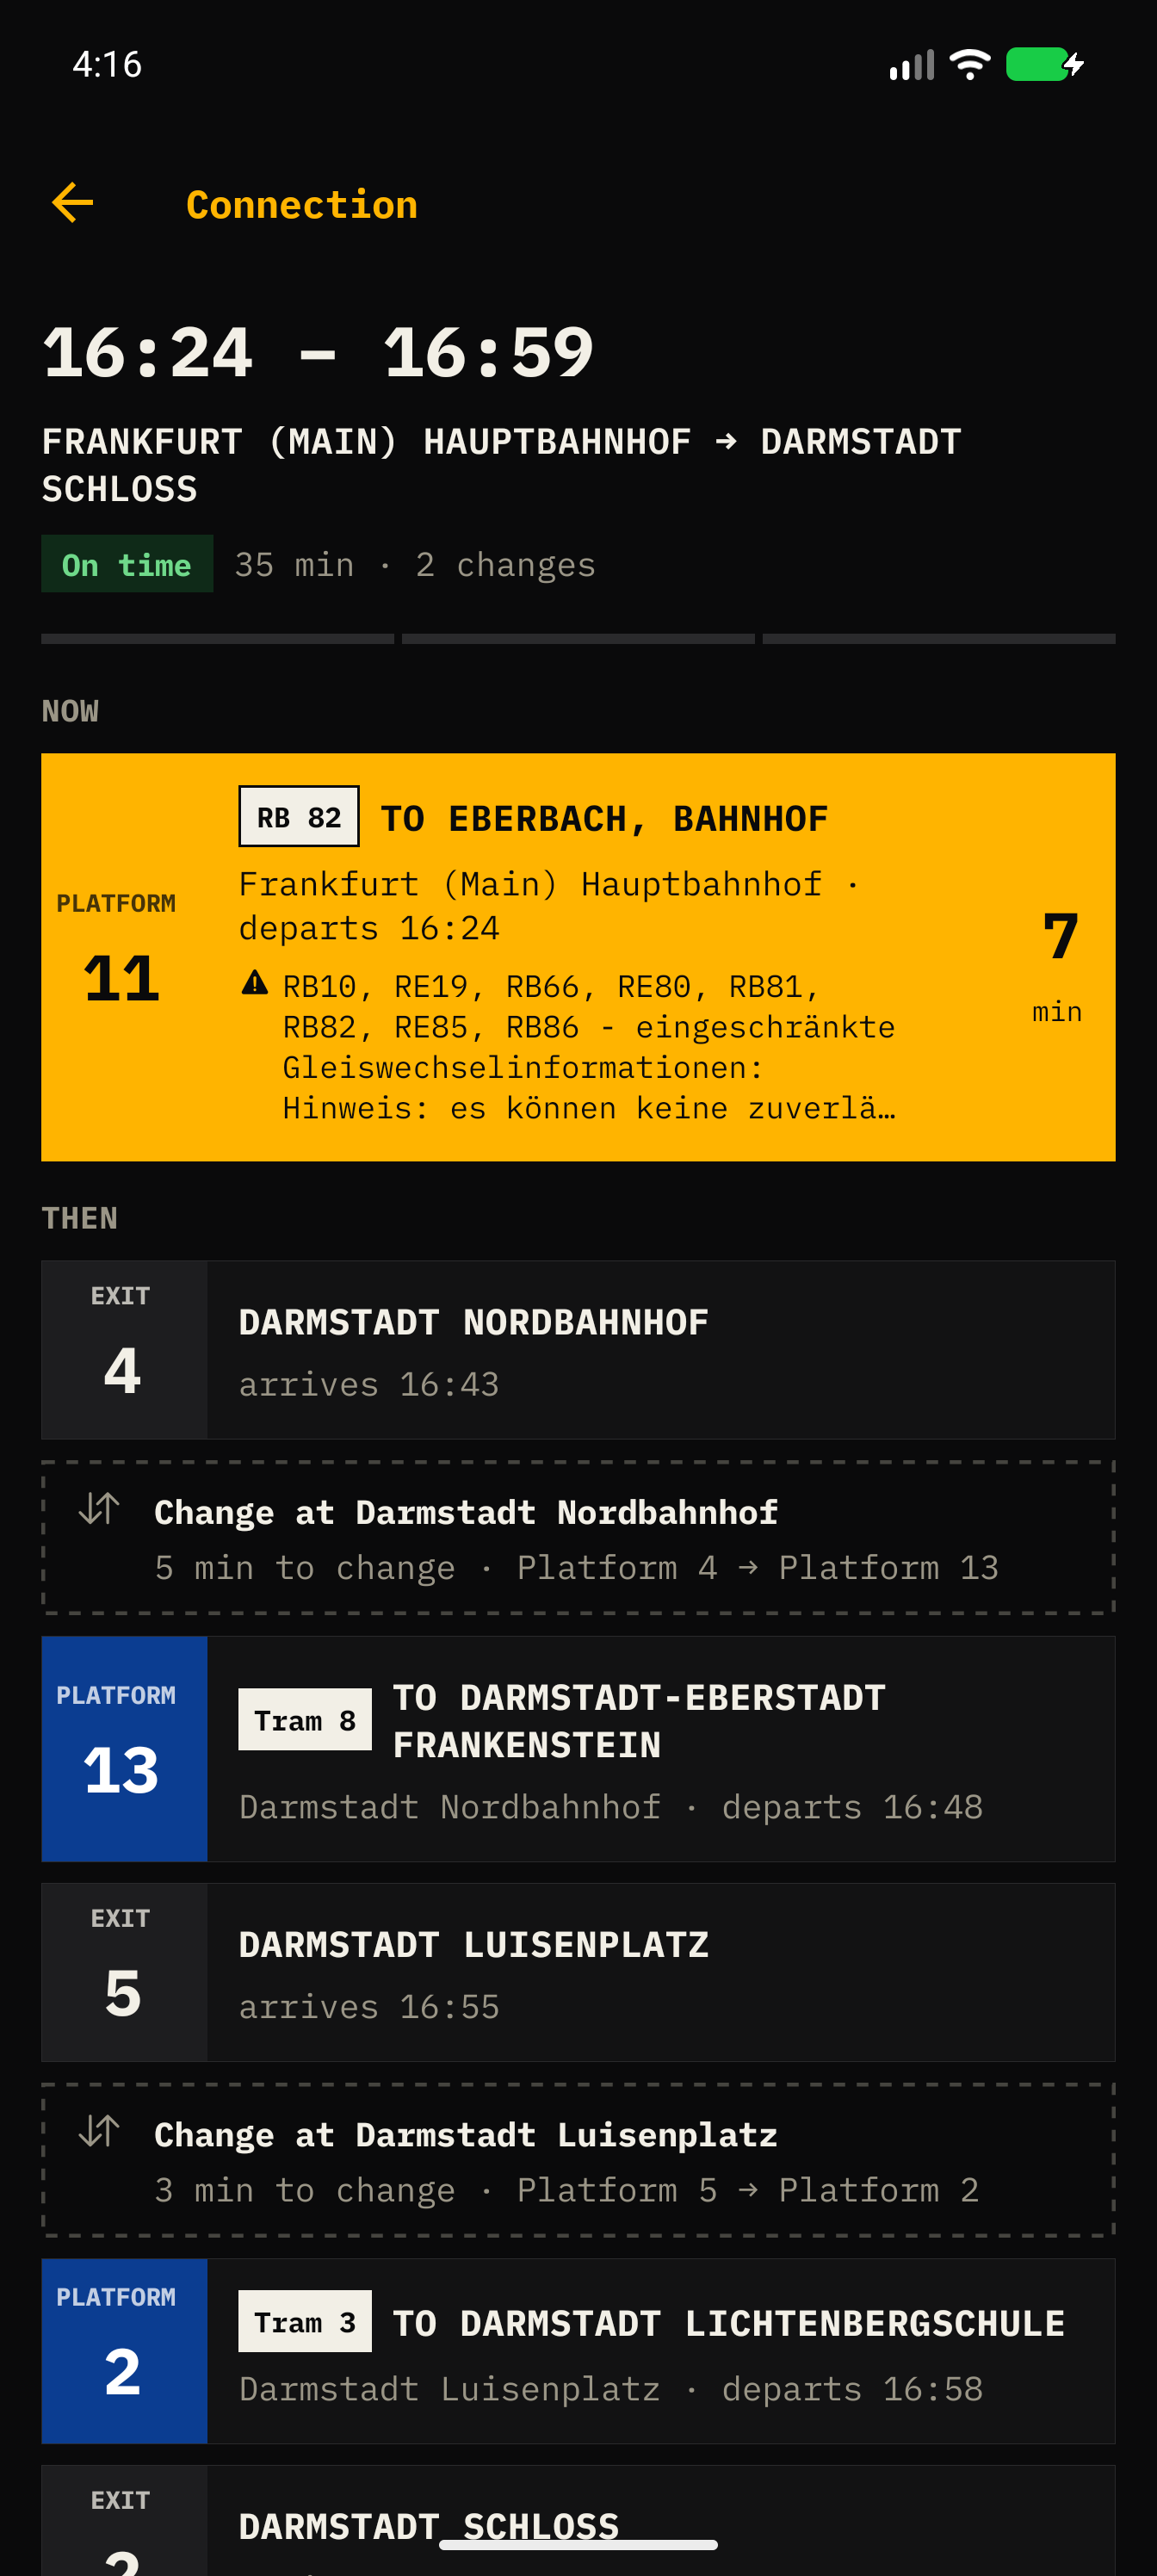 4:16
Connection
16:24 – 16:59
FRANKFURT (MAIN) HAUPTBAHNHOF → DARMSTADT
SCHLOSS
On time 35 min · 2 changes
NOW
RB 82 TO EBERBACH, BAHNHOF
PLATFORM
11
Frankfurt (Main) Hauptbahnhof ·
departs 16:24
RB10, RE19, RB66, RE80, RB81,
RB82, RE85, RB86 - eingeschränkte
Gleiswechselinformationen:
Hinweis: es können keine zuverlä…
7
min
THEN
EXIT
4
DARMSTADT NORDBAHNHOF
arrives 16:43
Change at Darmstadt Nordbahnhof
5 min to change · Platform 4 → Platform 13
PLATFORM
13
Tram 8 TO DARMSTADT-EBERSTADT
FRANKENSTEIN
Darmstadt Nordbahnhof · departs 16:48
EXIT
5
DARMSTADT LUISENPLATZ
arrives 16:55
Change at Darmstadt Luisenplatz
3 min to change · Platform 5 → Platform 2
PLATFORM
2
Tram 3 TO DARMSTADT LICHTENBERGSCHULE
Darmstadt Luisenplatz · departs 16:58
EXIT
DARMSTADT SCHLOSS